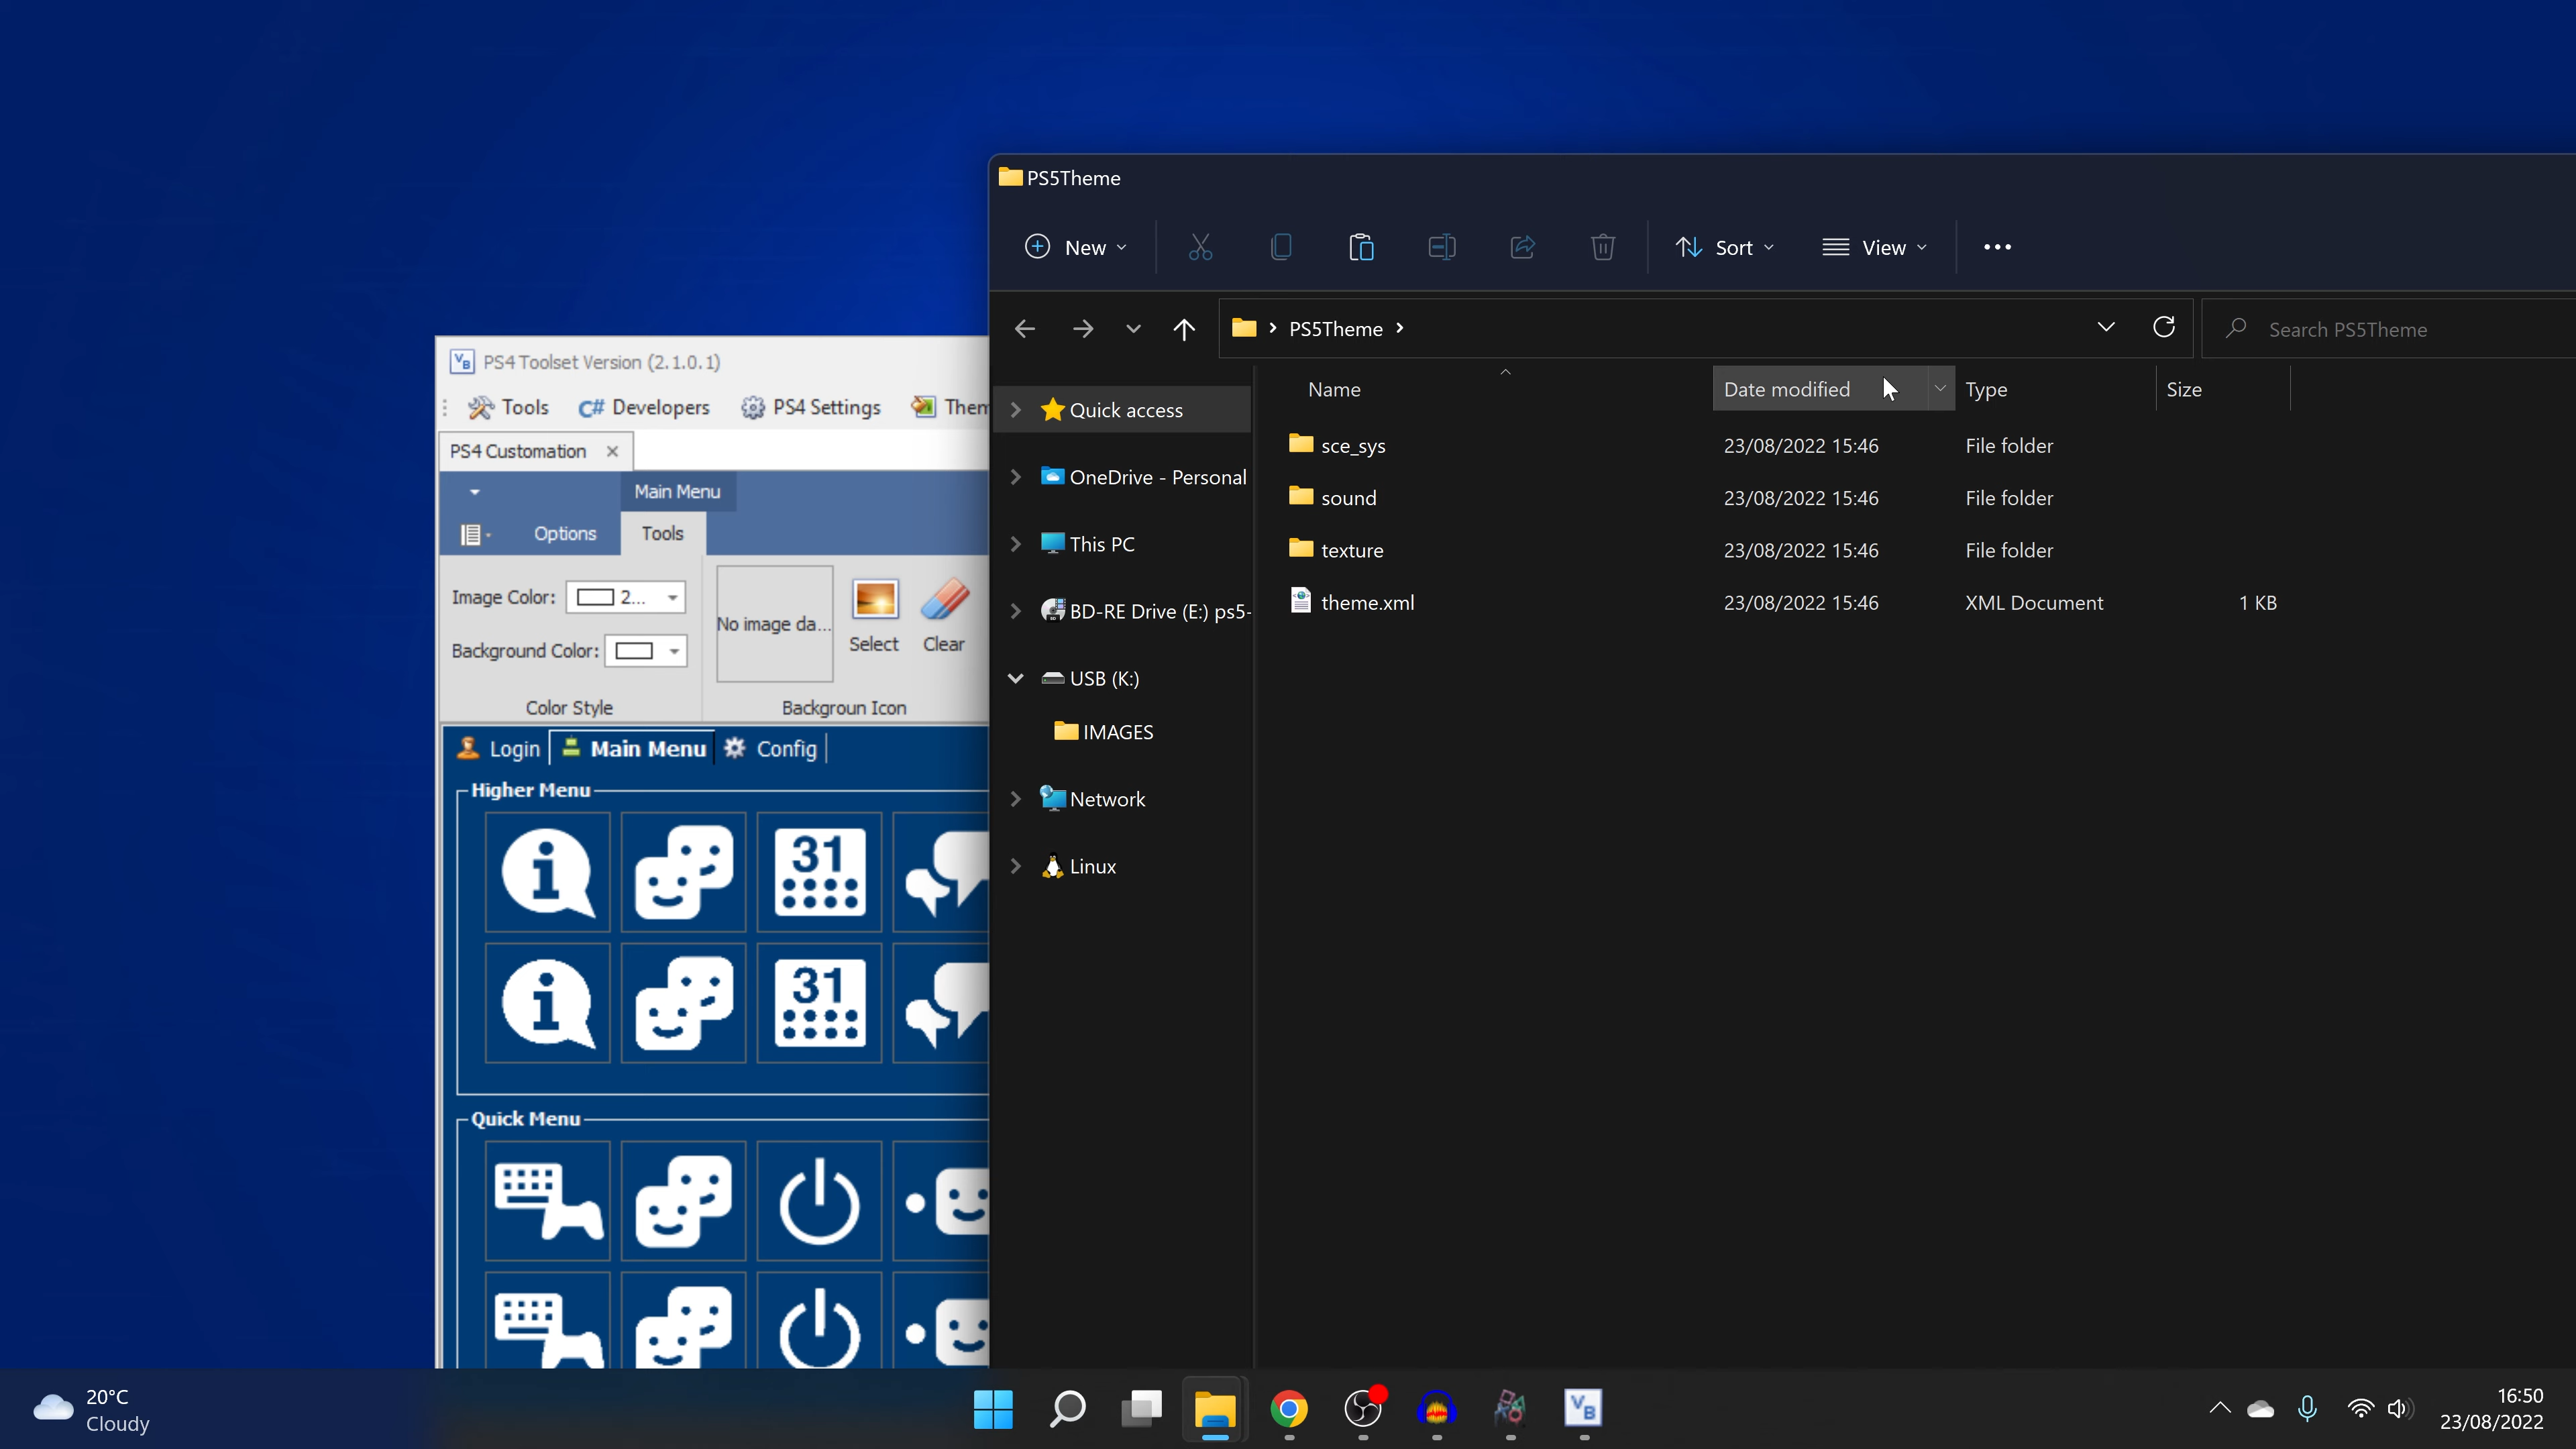 PS5Theme
New
Sort
View
PS5Theme
Search PS5Theme
Name
Date modified
Type
Size
Quick access
OneDrive - Personal
This PC
BD-RE Drive (E:) ps5-
USB (K:)
IMAGES
Network
Linux
sce_sys 23/08/2022 15:46 File folder
sound 23/08/2022 15:46 File folder
texture 23/08/2022 15:46 File folder
theme.xml 23/08/2022 15:46 XML Document 1 KB
VB PS4 Toolset Version (2.1.0.1)
Tools C# Developers PS4 Settings Them
PS4 Customation
Main Menu
Options Tools
Image Color: 2...
Background Color:
Color Style
No image da...
Select
Clear
Backgroun Icon
Login Main Menu Config
Higher Menu
31
31
Quick Menu
20°C
Cloudy
VB
16:50
23/08/2022